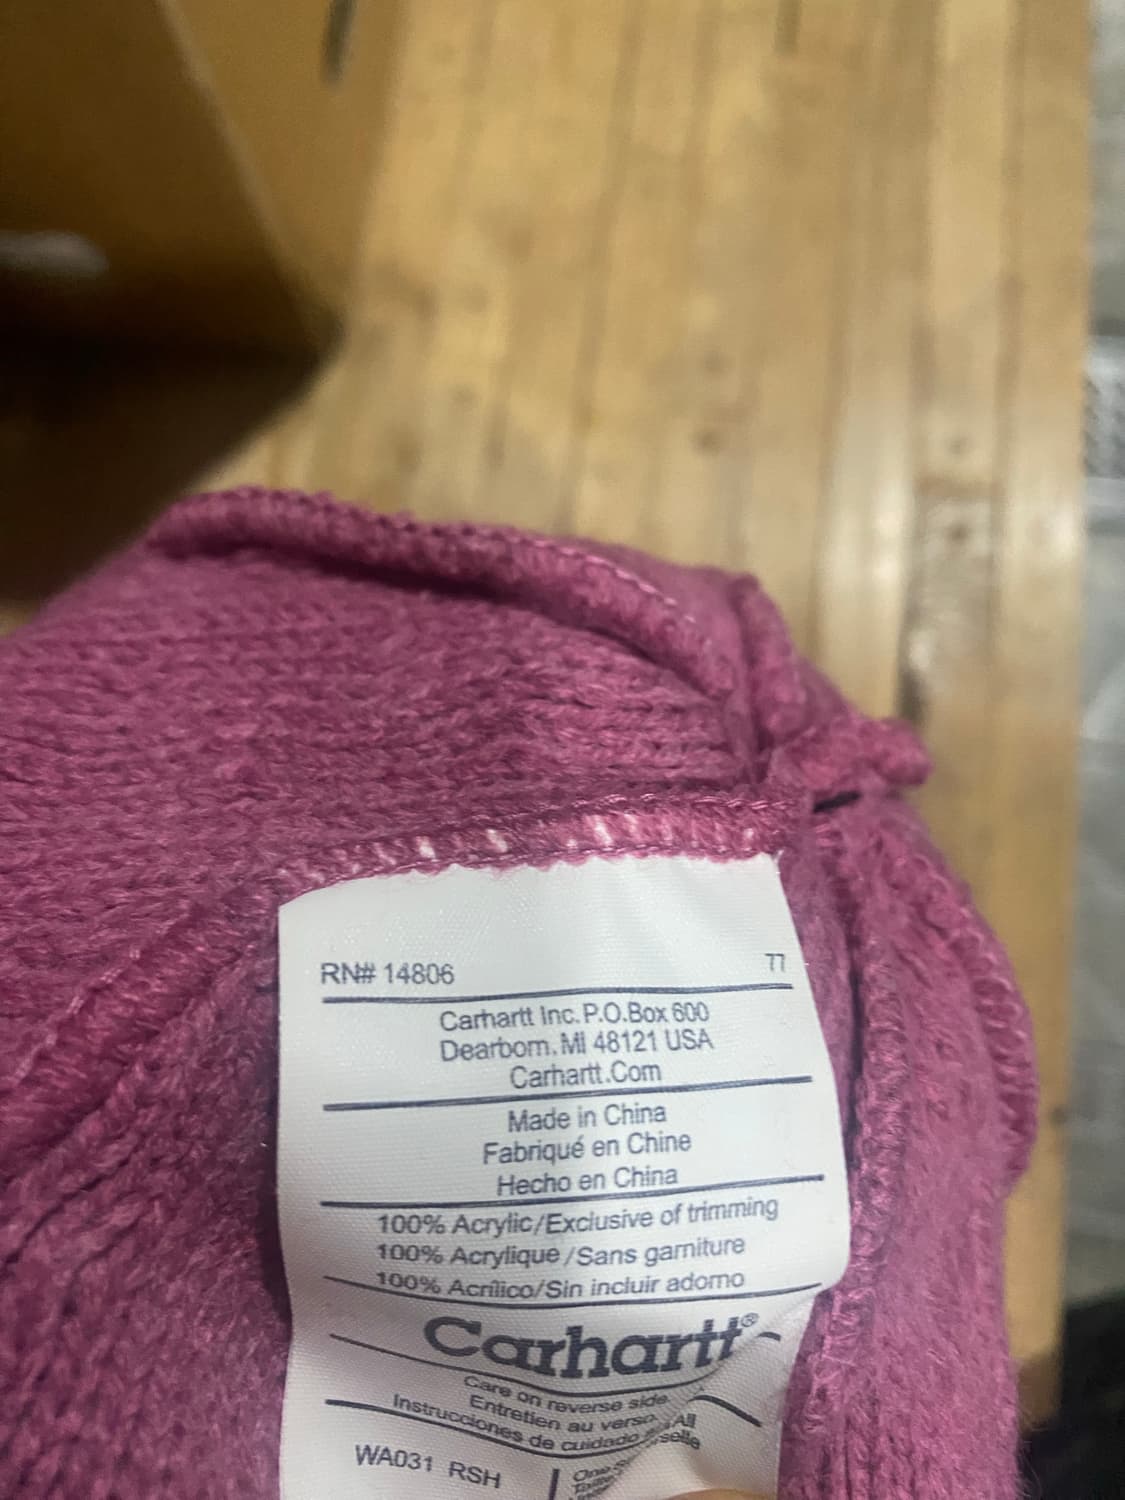 RN# 14806 77
Carhartt Inc. P.O.Box 600
Dearborn. MI 48121 USA
Carhartt.Com
Made in China
Fabriqué en Chine
Hecho en China
100% Acrylic/Exclusive of trimming
100% Acrylique/Sans garniture
100% Acrílico/Sin incluir adorno
Carhartt®
Care on reverse side.
Entretien au verso.
Instrucciones de cuidado
All
WA031 RSH
One